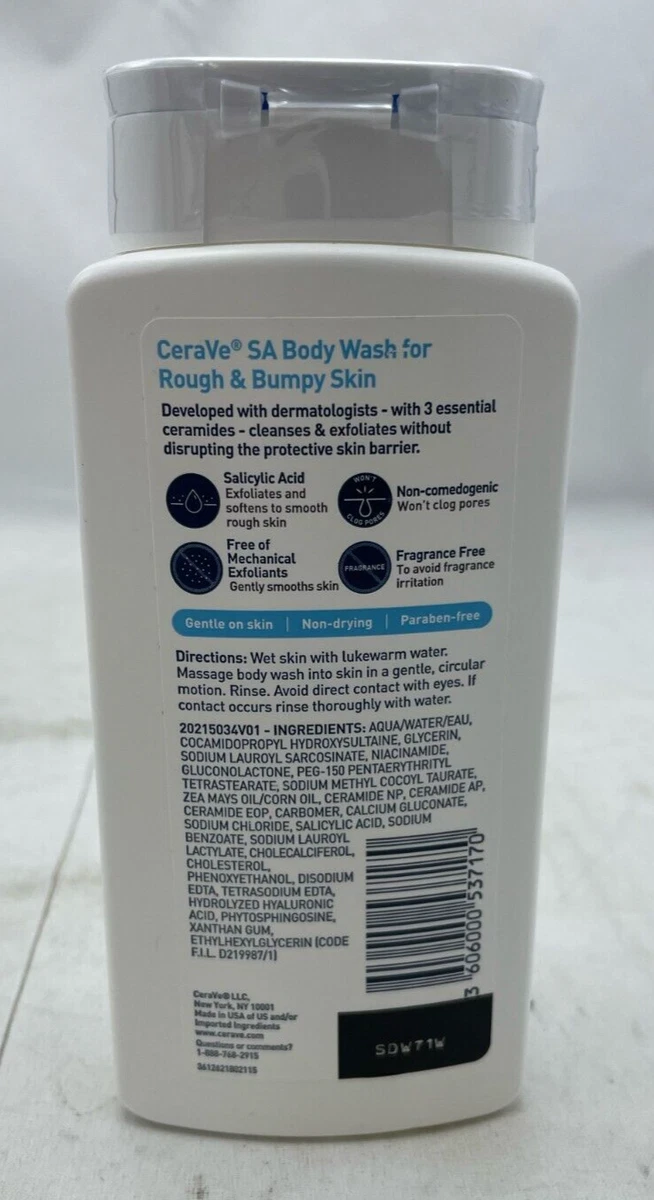 CeraVe® SA Body Wash for
Rough & Bumpy Skin
Developed with dermatologists - with 3 essential
ceramides - cleanses & exfoliates without
disrupting the protective skin barrier.
Salicylic Acid
Exfoliates and
softens to smooth
rough skin
WON'T
CLOG PORES
Non-comedogenic
Won't clog pores
Free of
Mechanical
Exfoliants
Gently smooths skin
FRAGRANCE
Fragrance Free
To avoid fragrance
irritation
Gentle on skin | Non-drying | Paraben-free
Directions: Wet skin with lukewarm water.
Massage body wash into skin in a gentle, circular
motion. Rinse. Avoid direct contact with eyes. If
contact occurs rinse thoroughly with water.
20215034V01 - INGREDIENTS: AQUA/WATER/EAU,
COCAMIDOPROPYL HYDROXYSULTAINE, GLYCERIN,
SODIUM LAUROYL SARCOSINATE, NIACINAMIDE,
GLUCONOLACTONE, PEG-150 PENTAERYTHRITYL
TETRASTEARATE, SODIUM METHYL COCOYL TAURATE,
ZEA MAYS OIL/CORN OIL, CERAMIDE NP, CERAMIDE AP,
CERAMIDE EOP, CARBOMER, CALCIUM GLUCONATE,
SODIUM CHLORIDE, SALICYLIC ACID, SODIUM
BENZOATE, SODIUM LAUROYL
LACTYLATE, CHOLECALCIFEROL,
CHOLESTEROL,
PHENOXYETHANOL, DISODIUM
EDTA, TETRASODIUM EDTA,
HYDROLYZED HYALURONIC
ACID, PHYTOSPHINGOSINE,
XANTHAN GUM,
ETHYLHEXYLGLYCERIN (CODE
F.I.L. D219987/1)
3 606000 537170
CeraVe® LLC,
New York, NY 10001
Made in USA of US and/or
Imported Ingredients
www.cerave.com
Questions or comments?
1-888-768-2915
3612621802115
SDW71W